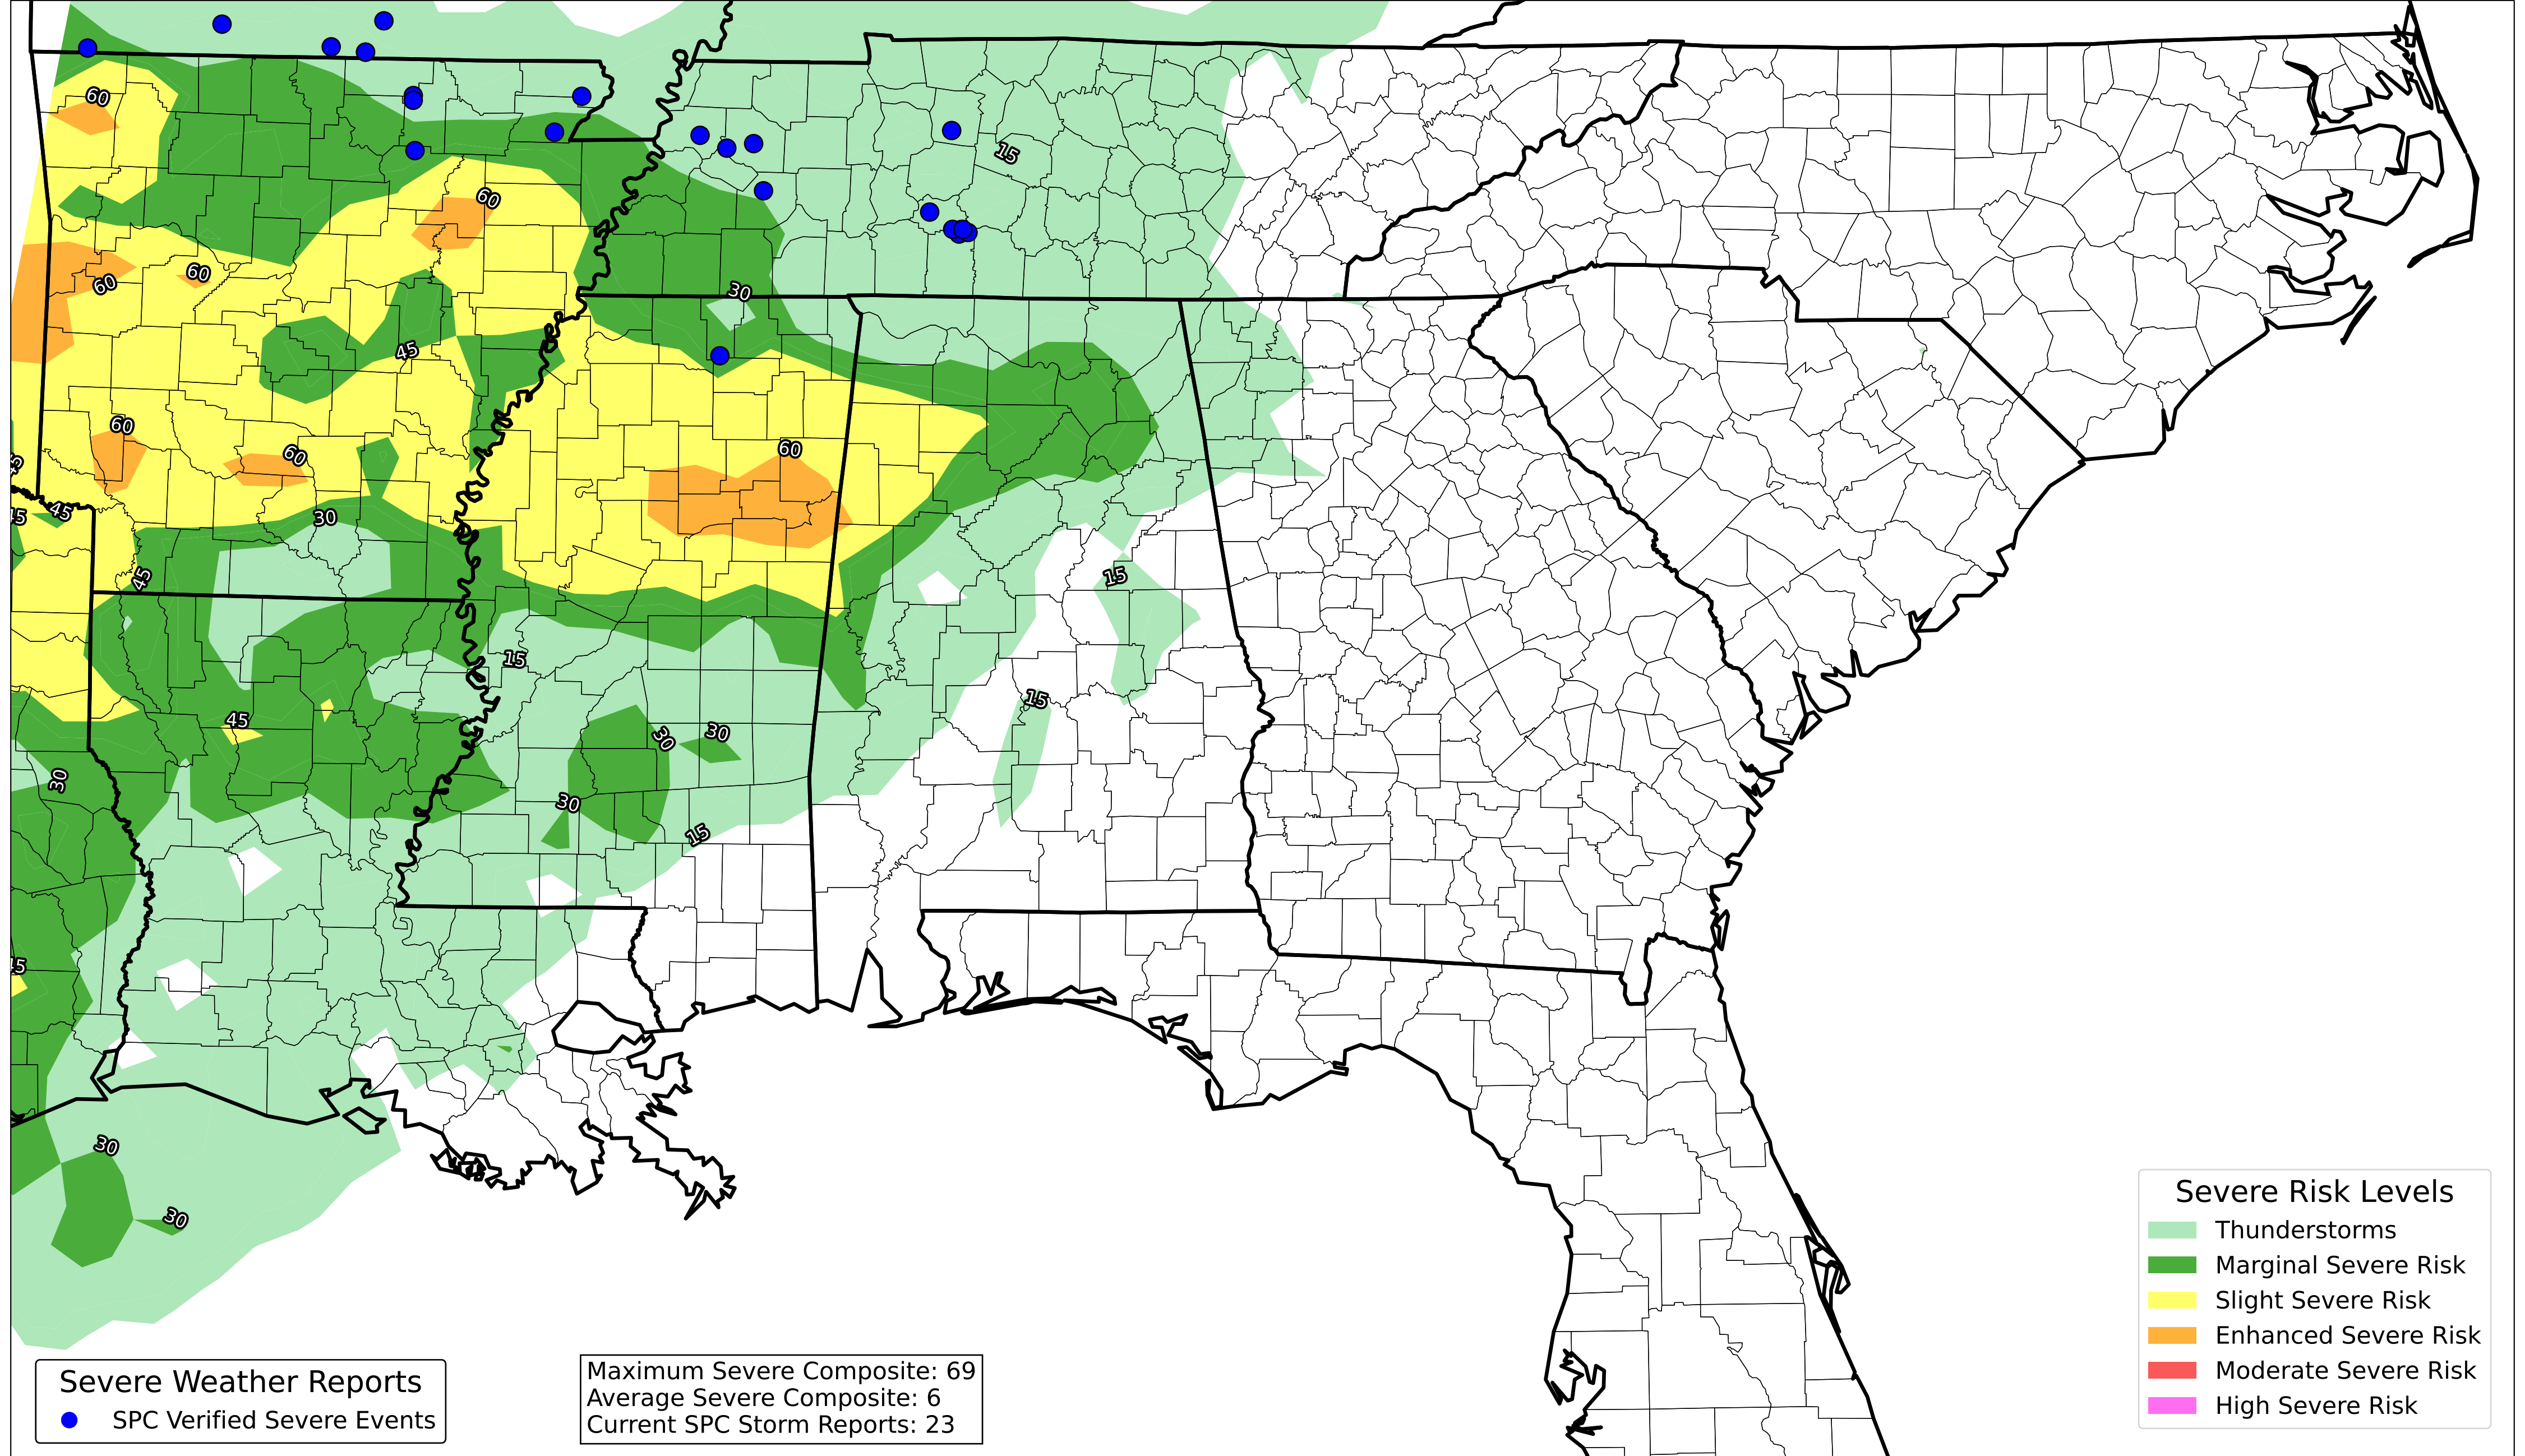 60
15
60
60
60
30
45
60
60
60
45
45
45
30
45
15
15
15
45
30
30
30
30
15
45
30
30
Severe Risk Levels
Thunderstorms
Marginal Severe Risk
Slight Severe Risk
Enhanced Severe Risk
Moderate Severe Risk
High Severe Risk
Severe Weather Reports
SPC Verified Severe Events
Maximum Severe Composite: 69
Average Severe Composite: 6
Current SPC Storm Reports: 23